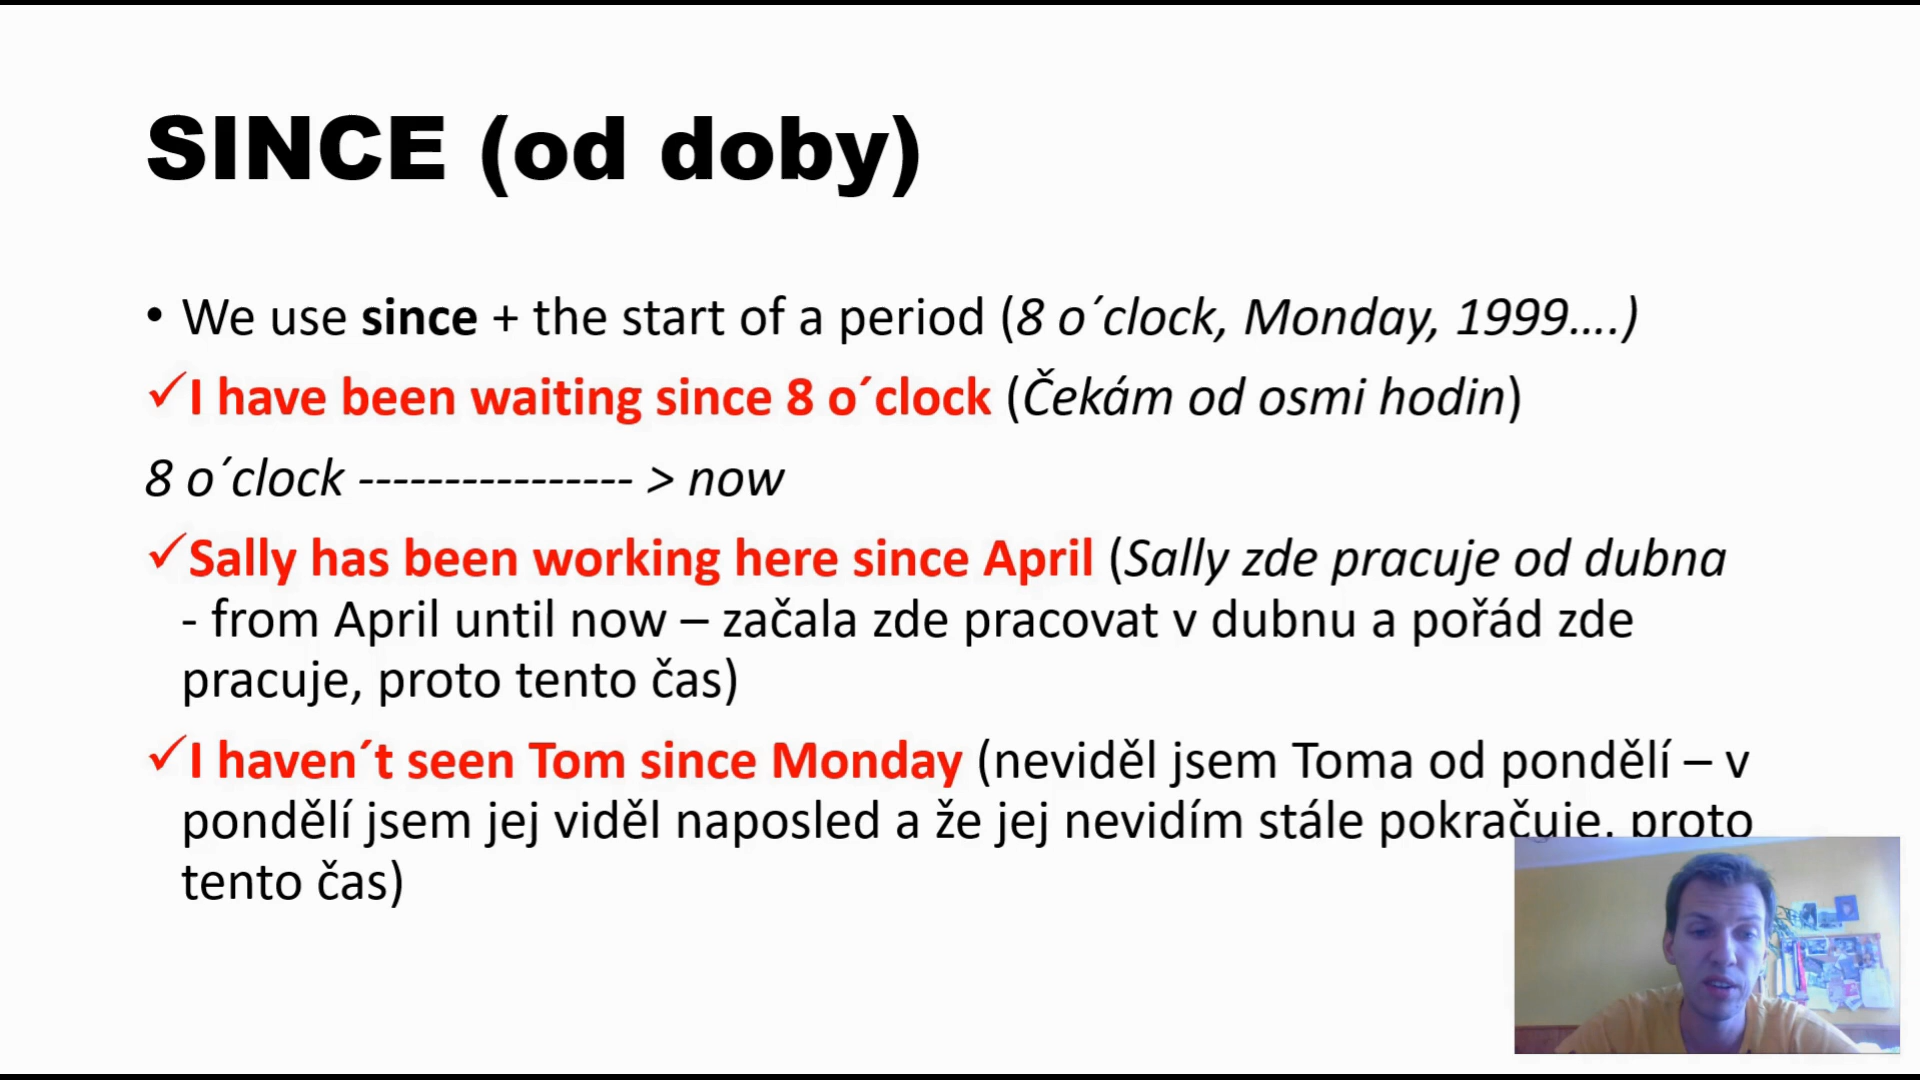 SINCE (od doby)
• We use since + the start of a period (8 o´clock, Monday, 1999....)
✓I have been waiting since 8 o´clock (Čekám od osmi hodin)
8 o´clock ---------------- > now
✓Sally has been working here since April (Sally zde pracuje od dubna
- from April until now – začala zde pracovat v dubnu a pořád zde
pracuje, proto tento čas)
✓I haven´t seen Tom since Monday (neviděl jsem Toma od pondělí – v
pondělí jsem jej viděl naposled a že jej nevidím stále pokračuje, proto
tento čas)